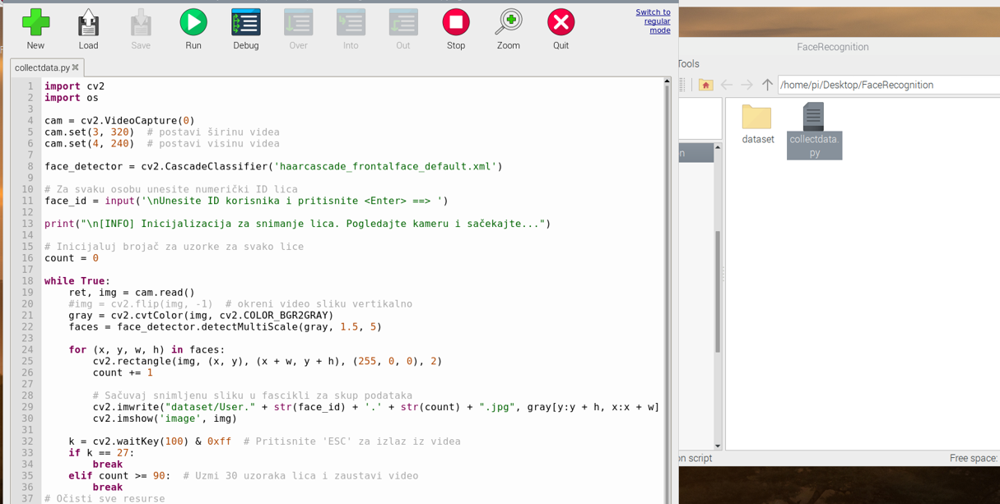 New
Load
Save
Run
Debug
Over
Into
Out
Stop
Zoom
Quit
Switch to
regular
mode
collectdata.py
1 import cv2
2 import os
3
4 cam = cv2.VideoCapture(0)
5 cam.set(3, 320)  # postavi širinu videa
6 cam.set(4, 240)  # postavi visinu videa
7
8 face_detector = cv2.CascadeClassifier('haarcascade_frontalface_default.xml')
9
10 # Za svaku osobu unesite numerički ID lica
11 face_id = input('\nUnesite ID korisnika i pritisnite <Enter> ==> ')
12
13 print("\n[INFO] Inicijalizacija za snimanje lica. Pogledajte kameru i sačekajte...")
14
15 # Inicijaluj brojač za uzorke za svako lice
16 count = 0
17
18 while True:
19     ret, img = cam.read()
20     #img = cv2.flip(img, -1)  # okreni video sliku vertikalno
21     gray = cv2.cvtColor(img, cv2.COLOR_BGR2GRAY)
22     faces = face_detector.detectMultiScale(gray, 1.5, 5)
23
24     for (x, y, w, h) in faces:
25         cv2.rectangle(img, (x, y), (x + w, y + h), (255, 0, 0), 2)
26         count += 1
27
28         # Sačuvaj snimljenu sliku u fascikli za skup podataka
29         cv2.imwrite("dataset/User." + str(face_id) + '.' + str(count) + ".jpg", gray[y:y + h, x:x + w]
30         cv2.imshow('image', img)
31
32     k = cv2.waitKey(100) & 0xff  # Pritisnite 'ESC' za izlaz iz videa
33     if k == 27:
34         break
35     elif count >= 90:  # Uzmi 30 uzoraka lica i zaustavi video
36         break
37 # Očisti sve resurse
FaceRecognition
Tools
/home/pi/Desktop/FaceRecognition
dataset
collectdata.
py
n
on script
Free space: